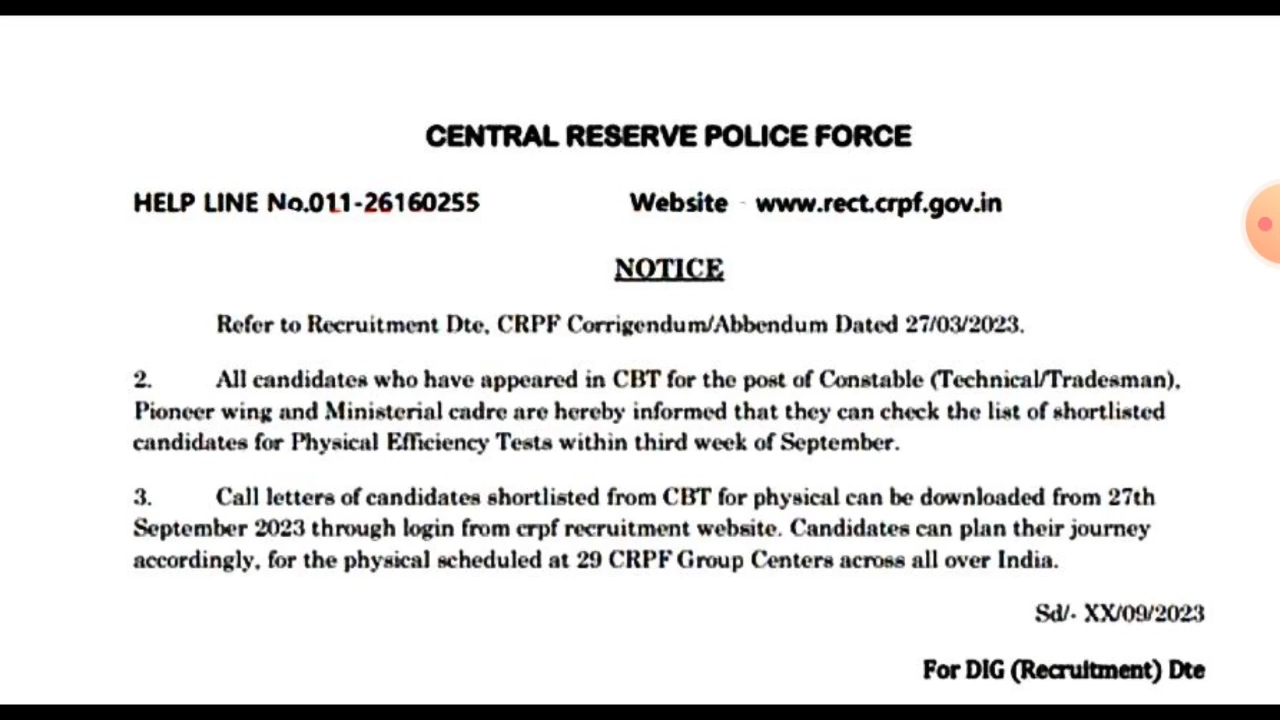 CENTRAL RESERVE POLICE FORCE
HELP LINE No.011-26160255 Website - www.rect.crpf.gov.in
NOTICE
Refer to Recruitment Dte, CRPF Corrigendum/Abbendum Dated 27/03/2023.
2. All candidates who have appeared in CBT for the post of Constable (Technical/Tradesman),
Pioneer wing and Ministerial cadre are hereby informed that they can check the list of shortlisted
candidates for Physical Efficiency Tests within third week of September.
3. Call letters of candidates shortlisted from CBT for physical can be downloaded from 27th
September 2023 through login from crpf recruitment website. Candidates can plan their journey
accordingly, for the physical scheduled at 29 CRPF Group Centers across all over India.
Sd/- XX/09/2023
For DIG (Recruitment) Dte